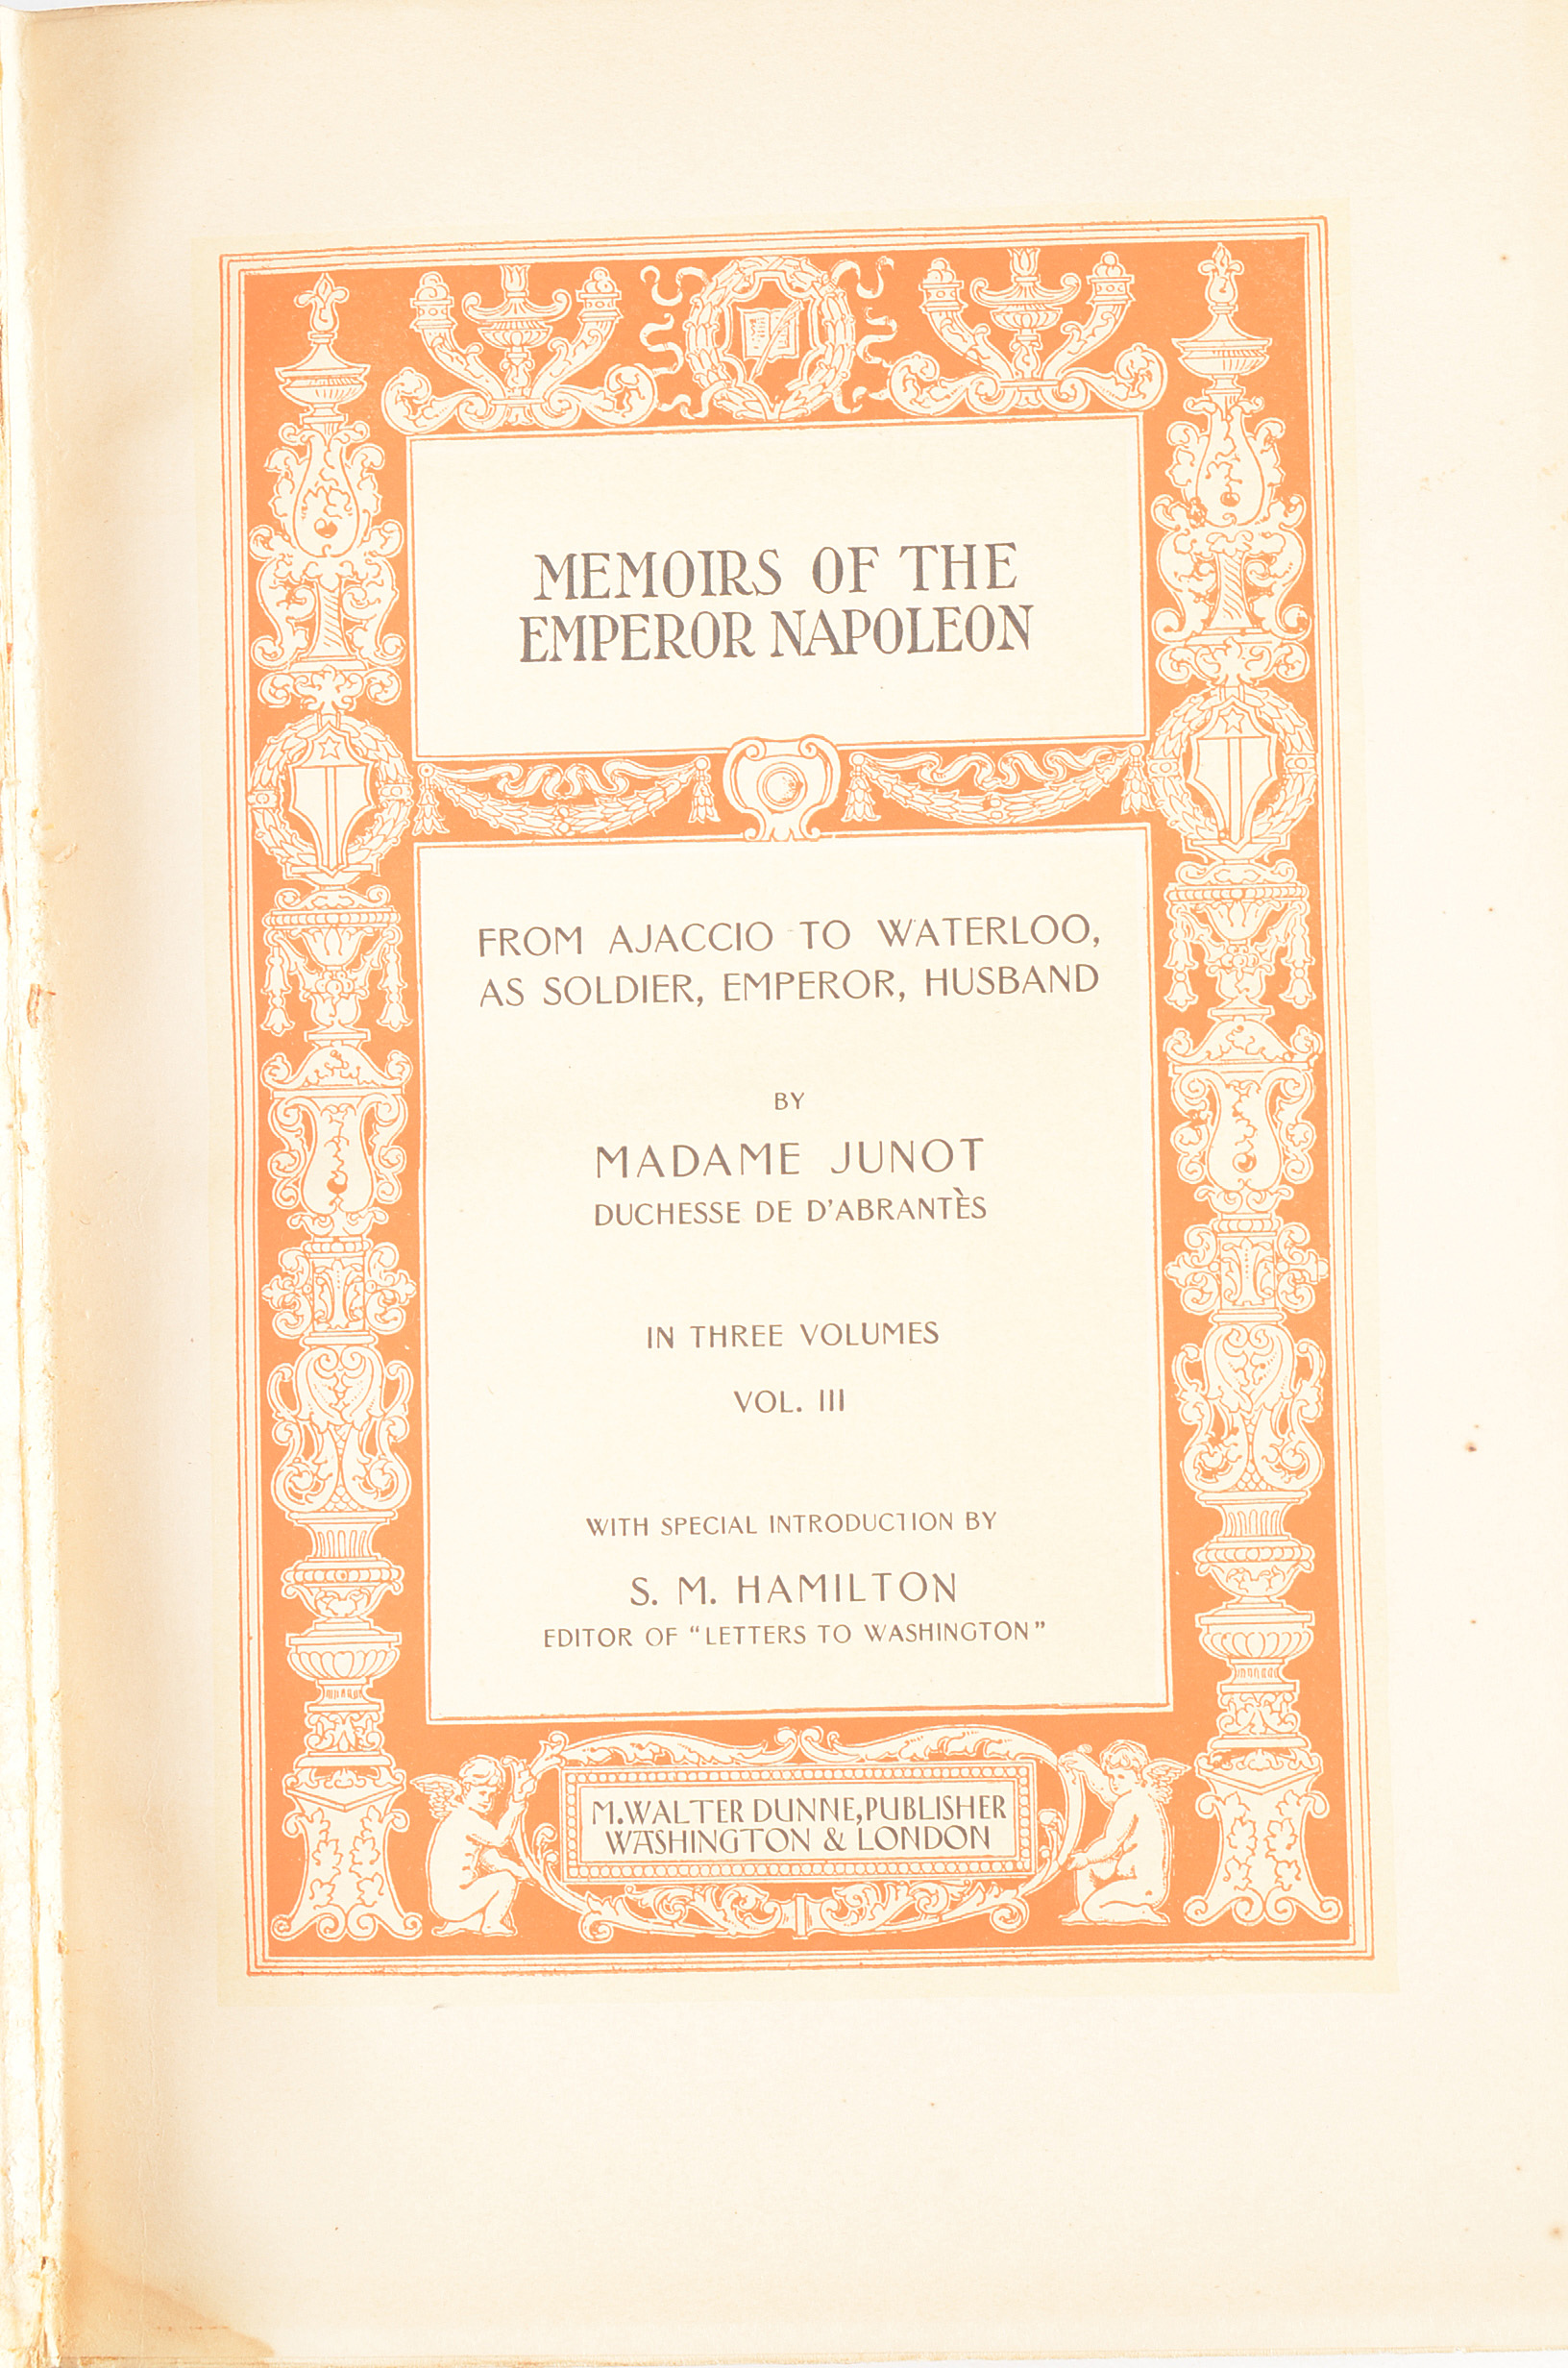 MEMOIRS OF THE
EMPEROR NAPOLEON
FROM AJACCIO TO WATERLOO,
AS SOLDIER, EMPEROR, HUSBAND
BY
MADAME JUNOT
DUCHESSE DE D'ABRANTÈS
IN THREE VOLUMES
VOL. III
WITH SPECIAL INTRODUCTION BY
S. M. HAMILTON
EDITOR OF "LETTERS TO WASHINGTON"
M. WALTER DUNNE, PUBLISHER
WASHINGTON & LONDON